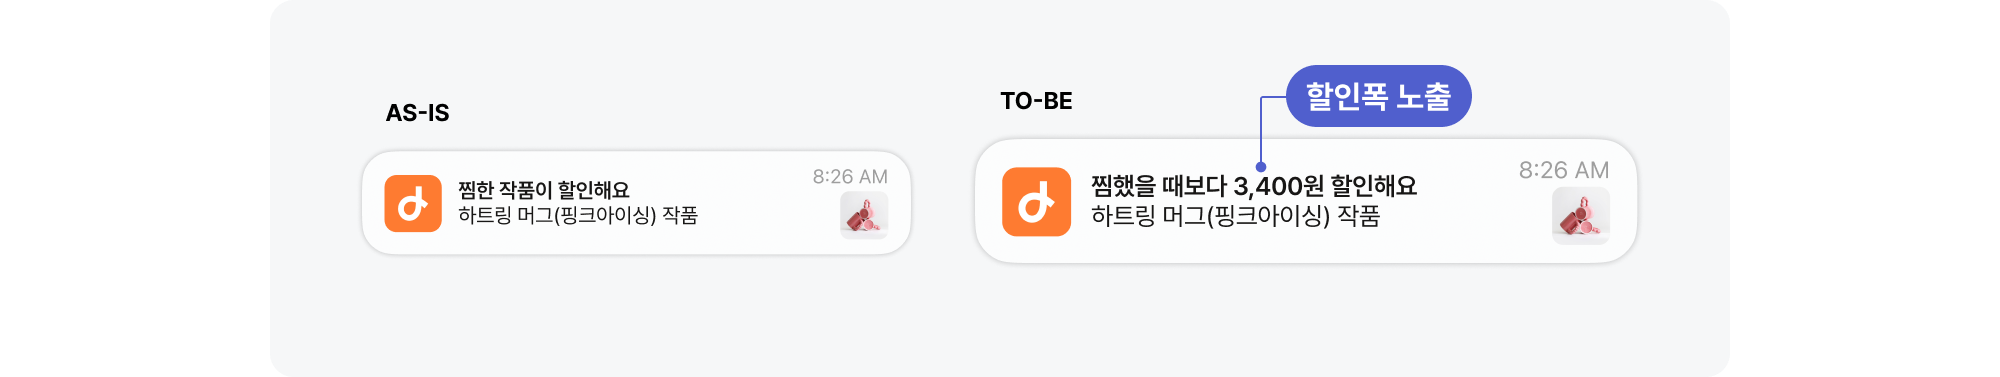 AS-IS
찜한 작품이 할인해요
하트링 머그(핑크아이싱) 작품
8:26 AM
TO-BE
할인폭 노출
찜했을 때보다 3,400원 할인해요
하트링 머그(핑크아이싱) 작품
8:26 AM